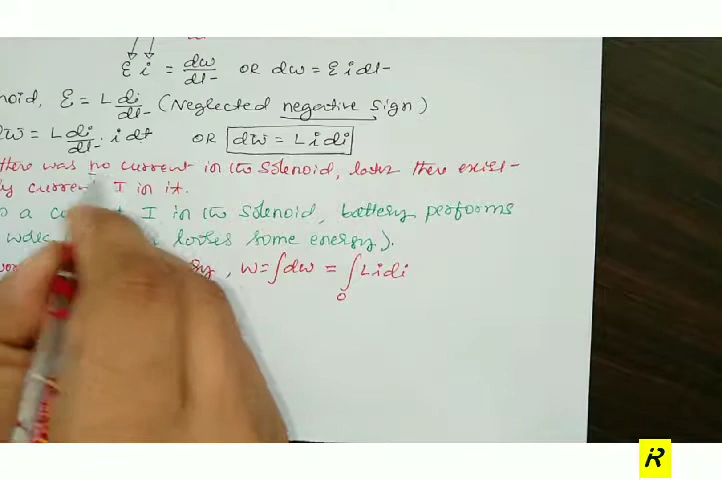 ε i = dw/dt OR dw = ε i dt
noid, ε = L di/dt (Neglected negative sign)
dw = L di/dt . i dt OR dw = L i di
there was no current in the solenoid, later there exist
y current I in it.
a I in the solenoid, battery performs
looses some energy).
, W = ∫dw = ∫ L i di
0
R